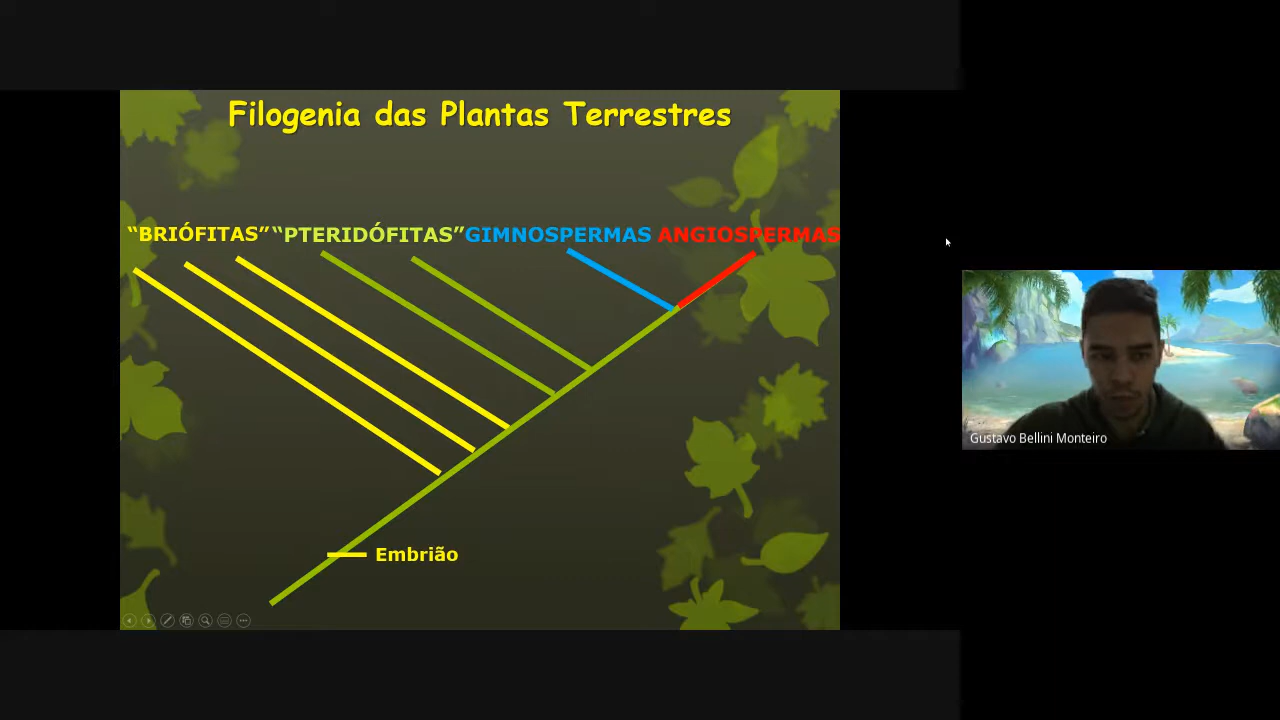 Filogenia das Plantas Terrestres
“BRIÓFITAS” “PTERIDÓFITAS” GIMNOSPERMAS ANGIOSPERMAS
Gustavo Bellini Monteiro
Embrião